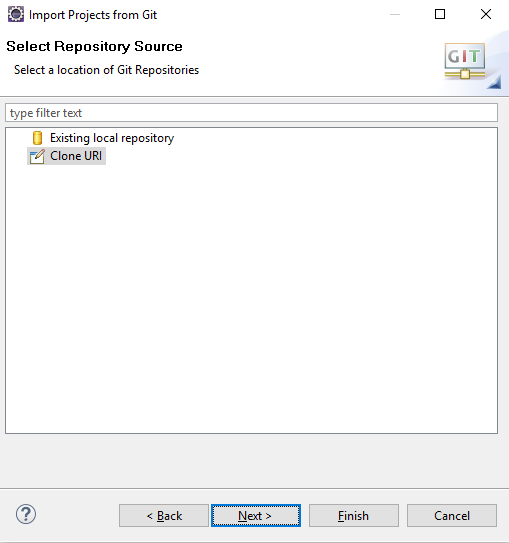 Import Projects from Git
Select Repository Source
Select a location of Git Repositories
GIT
type filter text
Existing local repository
Clone URI
? < Back Next > Finish Cancel